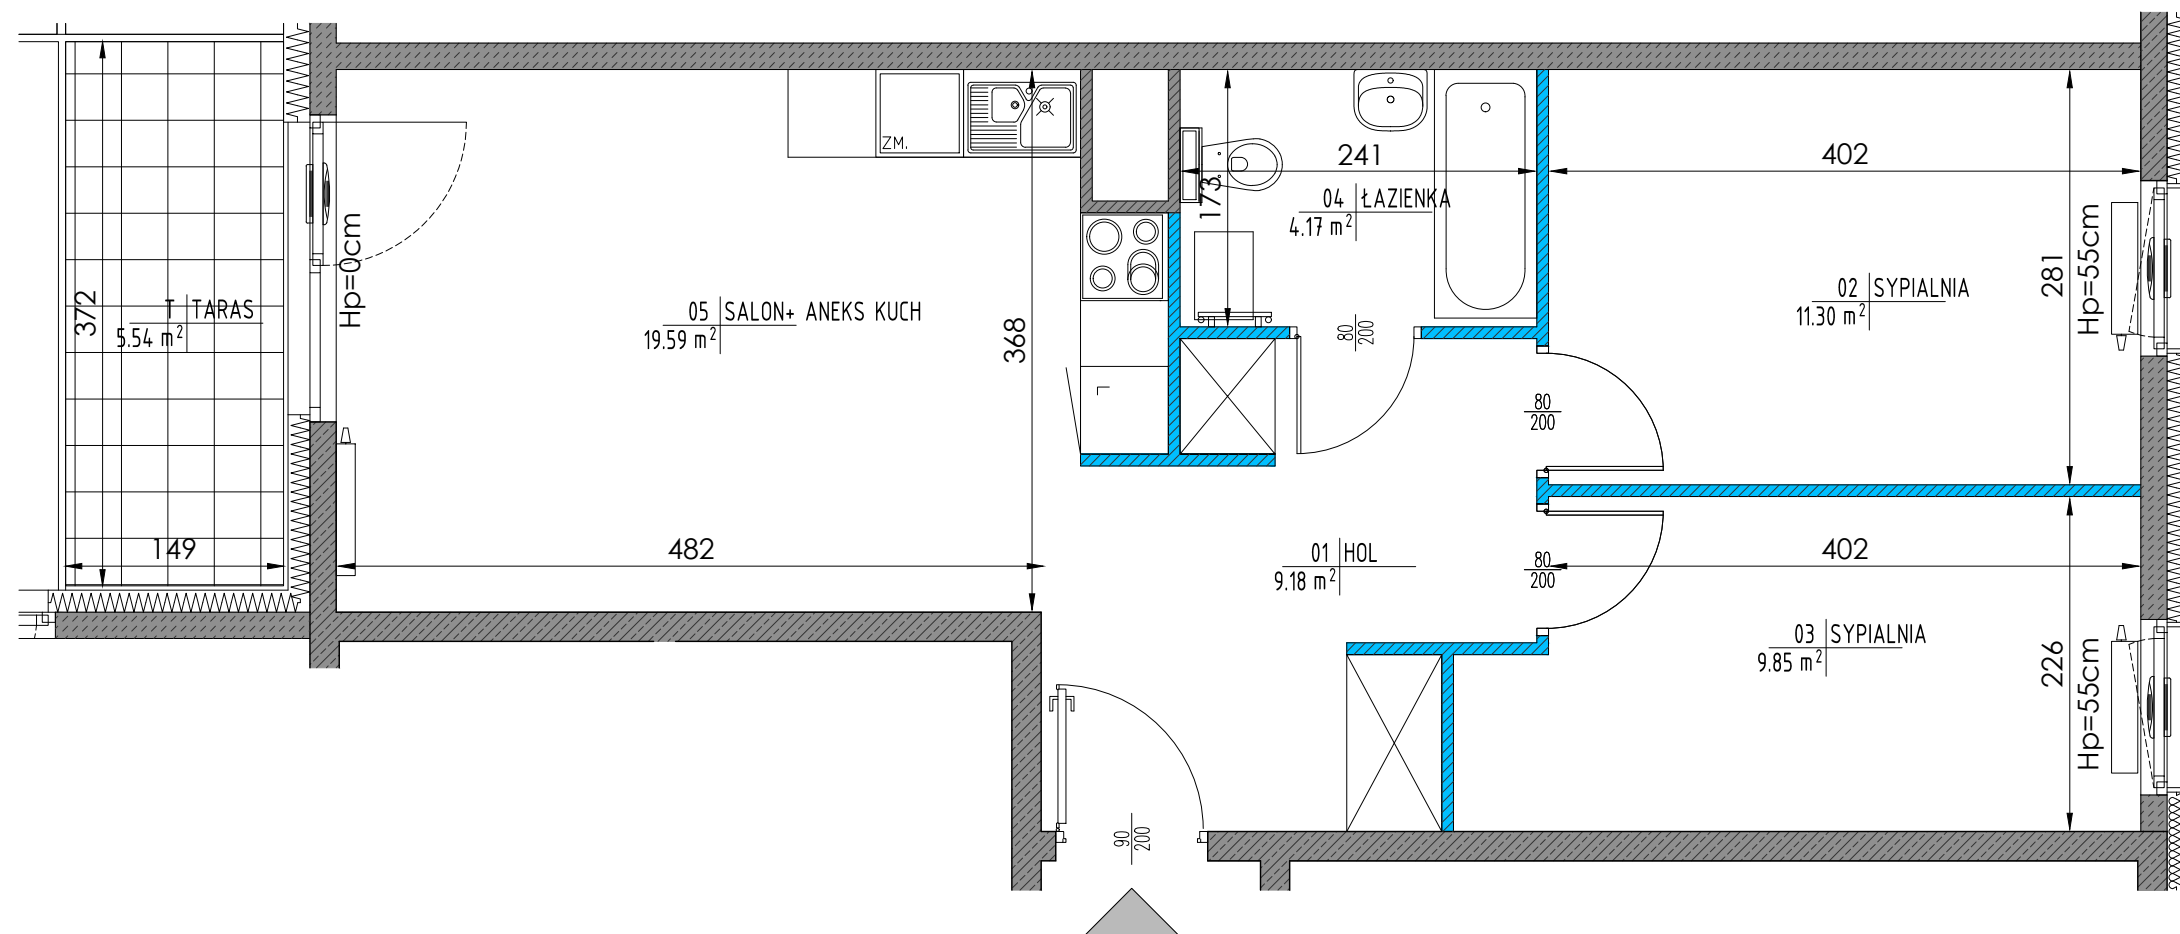 ZM.
241
173
04 ŁAZIENKA
4.17 m²
402
281
Hp=55cm
02 SYPIALNIA
11.30 m²
Hp=0cm
372
T TARAS
5.54 m²
149
05 SALON+ ANEKS KUCH
19.59 m²
368
L
80
200
80
200
482
01 HOL
9.18 m²
80
200
402
03 SYPIALNIA
9.85 m²
226
Hp=55cm
90
200